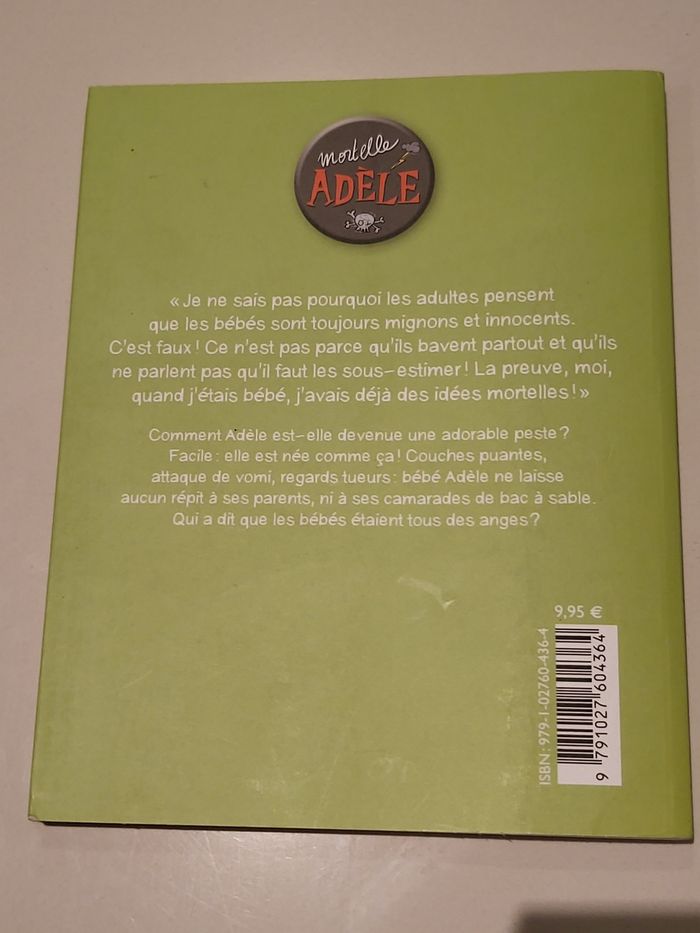 mortelle
ADÈLE
« Je ne sais pas pourquoi les adultes pensent
que les bébés sont toujours mignons et innocents.
C'est faux ! Ce n'est pas parce qu'ils bavent partout et qu'ils
ne parlent pas qu'il faut les sous-estimer ! La preuve, moi,
quand j'étais bébé, j'avais déjà des idées mortelles ! »
Comment Adèle est-elle devenue une adorable peste ?
Facile : elle est née comme ça ! Couches puantes,
attaque de vomi, regards tueurs : bébé Adèle ne laisse
aucun répit à ses parents, ni à ses camarades de bac à sable.
Qui a dit que les bébés étaient tous des anges ?
9,95 €
ISBN : 979-1-02760-436-4
9 791027 604364